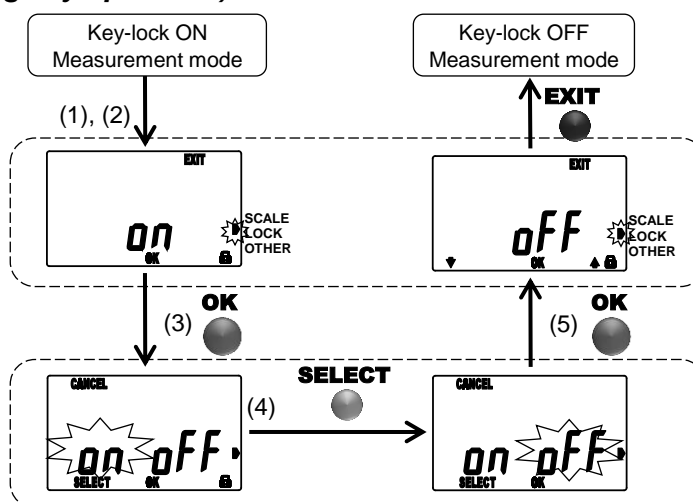 Key-lock ON
Measurement mode
Key-lock OFF
Measurement mode
(1), (2)
EXIT
EXIT
on
OK
SCALE
LOCK
OTHER
EXIT
oFF
OK
SCALE
LOCK
OTHER
(3)
OK
(5)
OK
CANCEL
on oFF
SELECT OK
(4)
SELECT
CANCEL
on oFF
SELECT OK